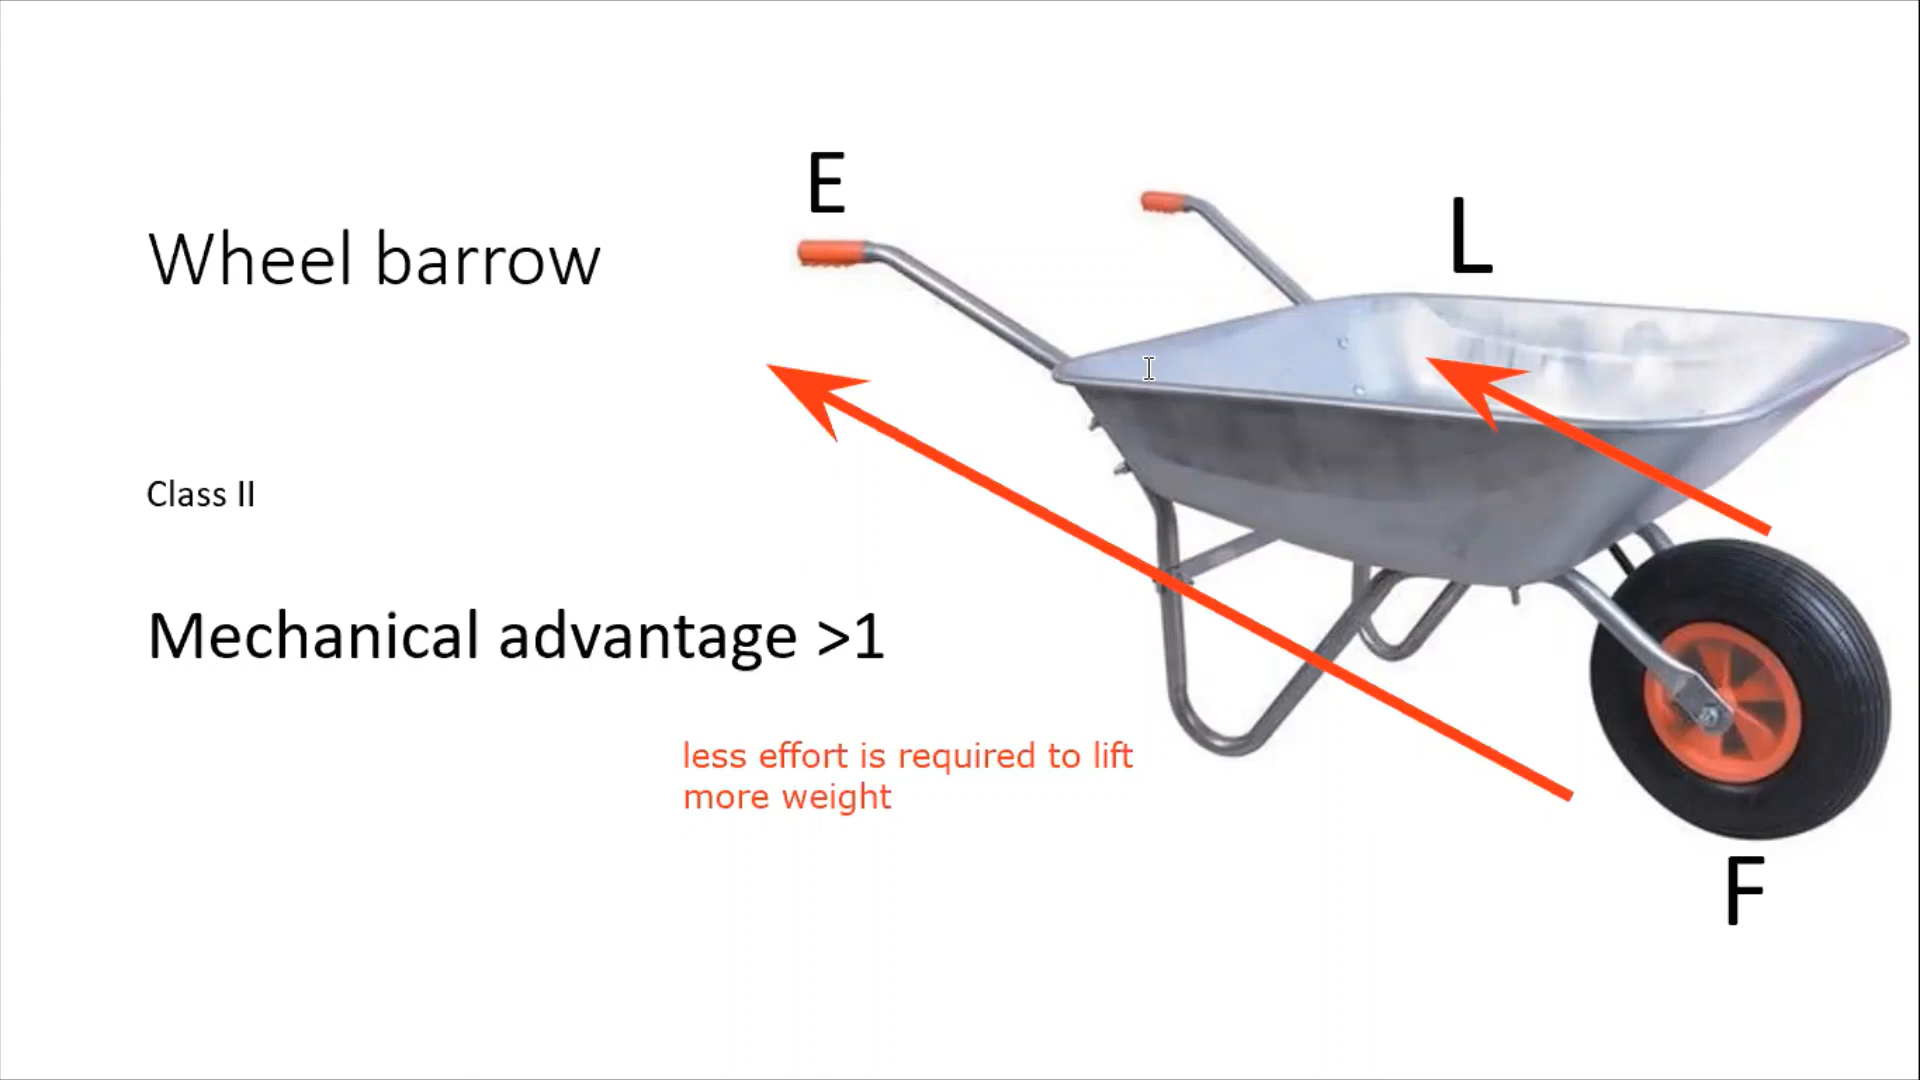 E
L
Wheel barrow
Class II
Mechanical advantage >1
less effort is required to lift
more weight
F